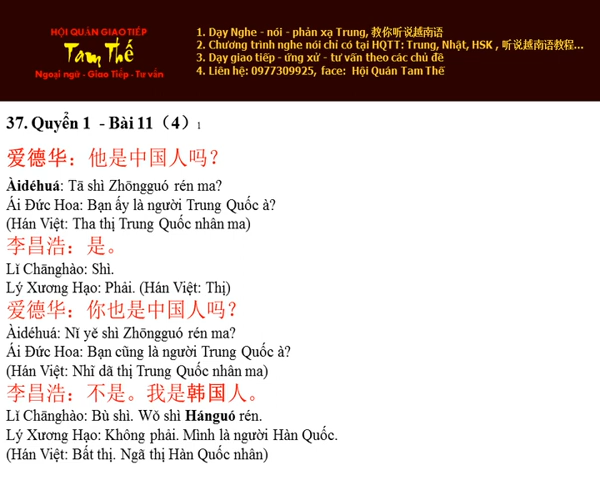 HỘI QUÁN GIAO TIẾP
Tam Thế
Ngoại ngữ - Giao Tiếp - Tư vấn
1. Dạy Nghe - nói - phản xạ Trung, 教你听说越南语
2. Chương trình nghe nói chỉ có tại HQTT: Trung, Nhật, HSK , 听说越南语教程...
3. Dạy giao tiếp - ứng xử - tư vấn theo các chủ đề
4. Liên hệ: 0977309925, face: Hội Quán Tam Thế
37. Quyển 1 - Bài 11（4）1
爱德华：他是中国人吗？
Àidéhuá: Tā shì Zhōngguó rén ma?
Ái Đức Hoa: Bạn ấy là người Trung Quốc à?
(Hán Việt: Tha thị Trung Quốc nhân ma)
李昌浩：是。
Lǐ Chānghào: Shì.
Lý Xương Hạo: Phải. (Hán Việt: Thị)
爱德华：你也是中国人吗？
Àidéhuá: Nǐ yě shì Zhōngguó rén ma?
Ái Đức Hoa: Bạn cũng là người Trung Quốc à?
(Hán Việt: Nhĩ dã thị Trung Quốc nhân ma)
李昌浩：不是。我是韩国人。
Lǐ Chānghào: Bù shì. Wǒ shì Hánguó rén.
Lý Xương Hạo: Không phải. Mình là người Hàn Quốc.
(Hán Việt: Bất thị. Ngã thị Hàn Quốc nhân)